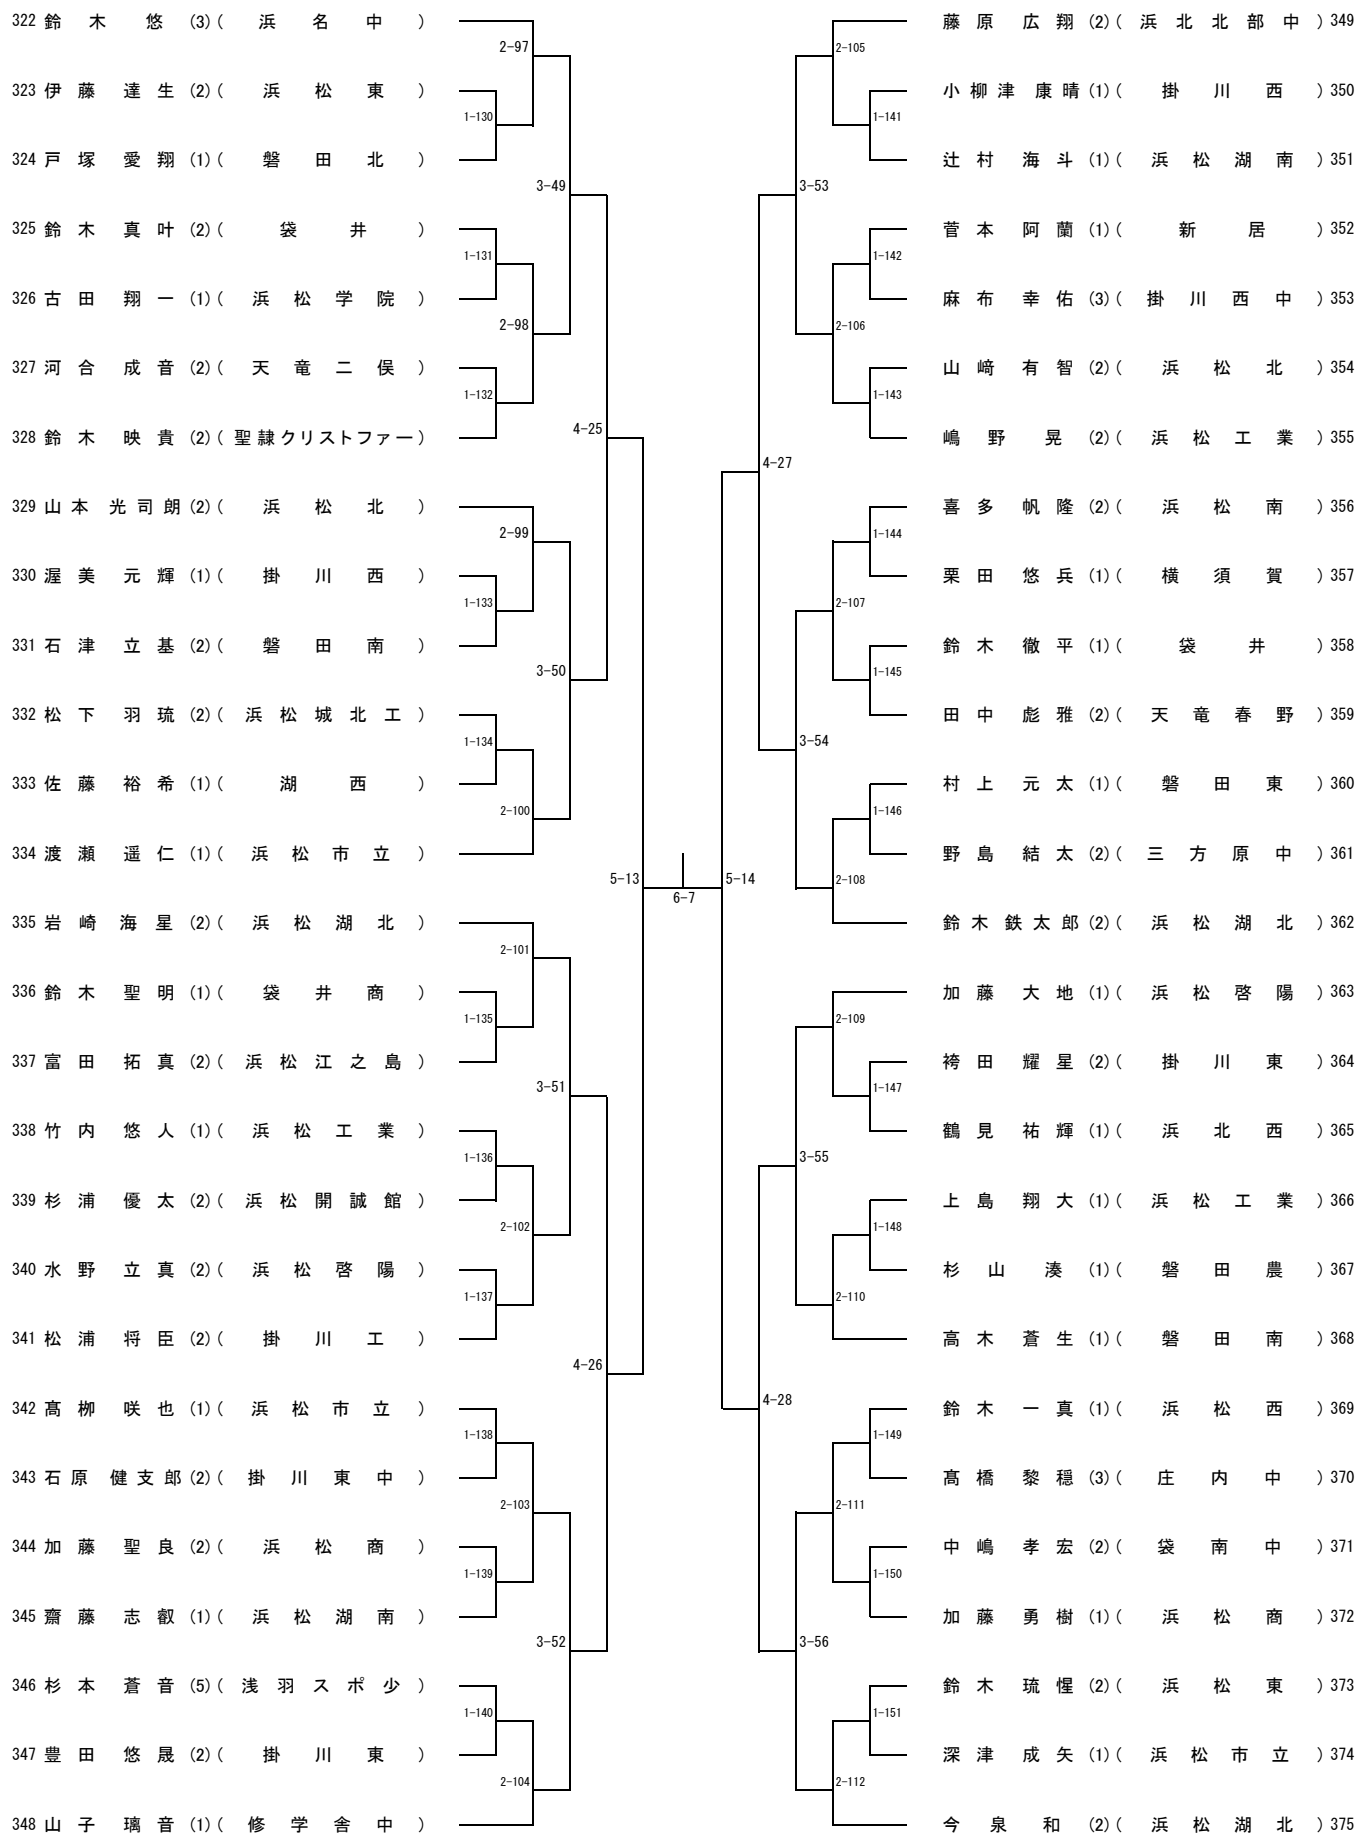 322 鈴木 悠 (3) (浜名中)
2-97
323 伊藤 達生 (2) (浜松東)
1-130
324 戸塚 愛翔 (1) (磐田北)
3-49
325 鈴木 真叶 (2) (袋井)
1-131
326 古田 翔一 (1) (浜松学院)
2-98
327 河合 成音 (2) (天竜二俣)
1-132
328 鈴木 映貴 (2) (聖隷クリストファー)
4-25
329 山本 光司朗 (2) (浜松北)
2-99
330 渥美 元輝 (1) (掛川西)
1-133
331 石津 立基 (2) (磐田南)
3-50
332 松下 羽琉 (2) (浜松城北工)
1-134
333 佐藤 裕希 (1) (湖西)
2-100
334 渡瀬 遥仁 (1) (浜松市立)
5-13
335 岩崎 海星 (2) (浜松湖北)
2-101
336 鈴木 聖明 (1) (袋井商)
1-135
337 富田 拓真 (2) (浜松江之島)
3-51
338 竹内 悠人 (1) (浜松工業)
1-136
339 杉浦 優太 (2) (浜松開誠館)
2-102
340 水野 立真 (2) (浜松啓陽)
1-137
341 松浦 将臣 (2) (掛川工)
4-26
342 髙栁 咲也 (1) (浜松市立)
1-138
343 石原 健支郎 (2) (掛川東中)
2-103
344 加藤 聖良 (2) (浜松商)
1-139
345 齋藤 志叡 (1) (浜松湖南)
3-52
346 杉本 蒼音 (5) (浅羽スポ少)
1-140
347 豊田 悠晟 (2) (掛川東)
2-104
348 山子 璃音 (1) (修学舎中)
6-7
藤原 広翔 (2) (浜北北部中) 349
2-105
小柳津 康晴 (1) (掛川西) 350
1-141
辻村 海斗 (1) (浜松湖南) 351
3-53
菅本 阿蘭 (1) (新居) 352
1-142
麻布 幸佑 (3) (掛川西中) 353
2-106
山﨑 有智 (2) (浜松北) 354
1-143
嶋野 晃 (2) (浜松工業) 355
4-27
喜多 帆隆 (2) (浜松南) 356
1-144
栗田 悠兵 (1) (横須賀) 357
2-107
鈴木 徹平 (1) (袋井) 358
1-145
田中 彪雅 (2) (天竜春野) 359
3-54
村上 元太 (1) (磐田東) 360
1-146
野島 結太 (2) (三方原中) 361
2-108
5-14
鈴木 鉄太郎 (2) (浜松湖北) 362
加藤 大地 (1) (浜松啓陽) 363
2-109
袴田 耀星 (2) (掛川東) 364
1-147
鶴見 祐輝 (1) (浜北西) 365
3-55
上島 翔大 (1) (浜松工業) 366
1-148
杉山 湊 (1) (磐田農) 367
2-110
高木 蒼生 (1) (磐田南) 368
4-28
鈴木 一真 (1) (浜松西) 369
1-149
髙橋 黎穏 (3) (庄内中) 370
2-111
中嶋 孝宏 (2) (袋南中) 371
1-150
加藤 勇樹 (1) (浜松商) 372
3-56
鈴木 琉惺 (2) (浜松東) 373
1-151
深津 成矢 (1) (浜松市立) 374
2-112
今泉 和 (2) (浜松湖北) 375